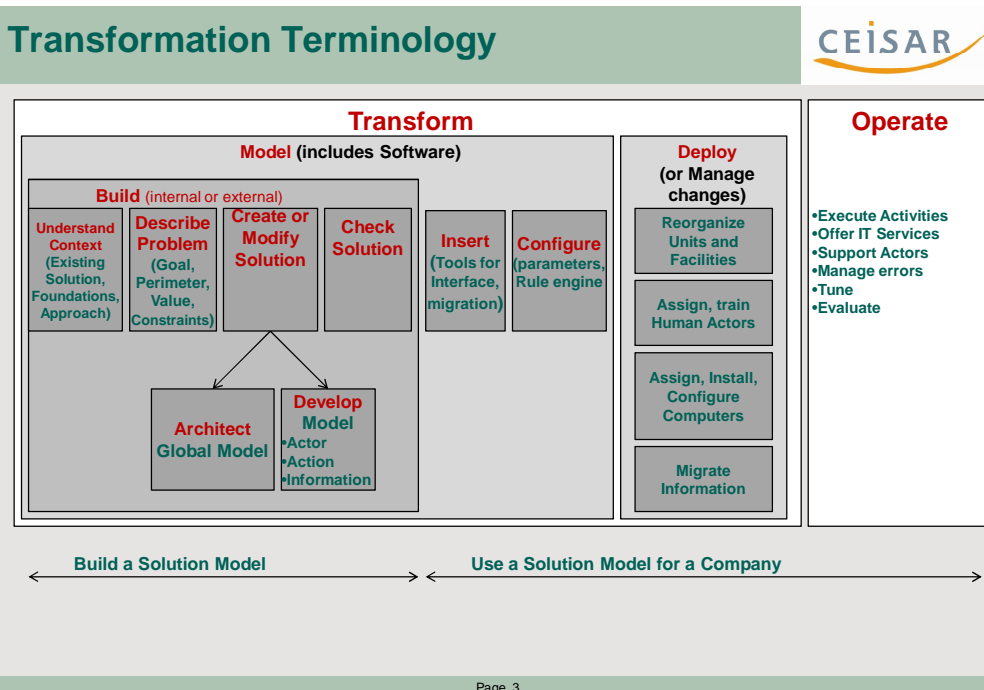 Transformation Terminology
CEISAR
Transform
Operate
Model (includes Software)
Deploy
(or Manage
changes)
Build (internal or external)
Understand
Context
(Existing
Solution,
Foundations,
Approach)
Describe
Problem
(Goal,
Perimeter,
Value,
Constraints)
Create or
Modify
Solution
Check
Solution
Insert
(Tools for
Interface,
migration)
Configure
(parameters,
Rule engine
Reorganize
Units and
Facilities
Assign, train
Human Actors
Assign, Install,
Configure
Computers
Migrate
Information
•Execute Activities
•Offer IT Services
•Support Actors
•Manage errors
•Tune
•Evaluate
Architect
Global Model
Develop
Model
•Actor
•Action
•Information
Build a Solution Model
Use a Solution Model for a Company
Page 3